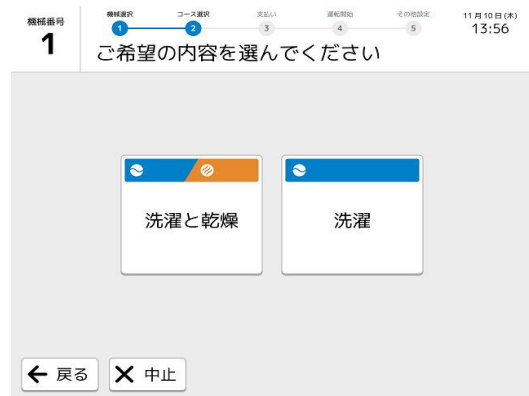 機械番号
1
機械選択 コース選択 支払い 運転開始 その他設定
1 2 3 4 5
11月10日(木)
13:56
ご希望の内容を選んでください
洗濯と乾燥
洗濯
戻る
中止